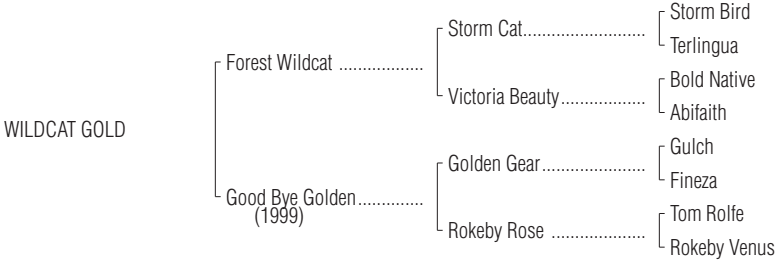 Storm Bird
Storm Cat..........................
Terlingua
Forest Wildcat ..................
Bold Native
Victoria Beauty..................
Abifaith
WILDCAT GOLD
Gulch
Golden Gear......................
Fineza
Good Bye Golden..............
(1999)
Tom Rolfe
Rokeby Rose ....................
Rokeby Venus